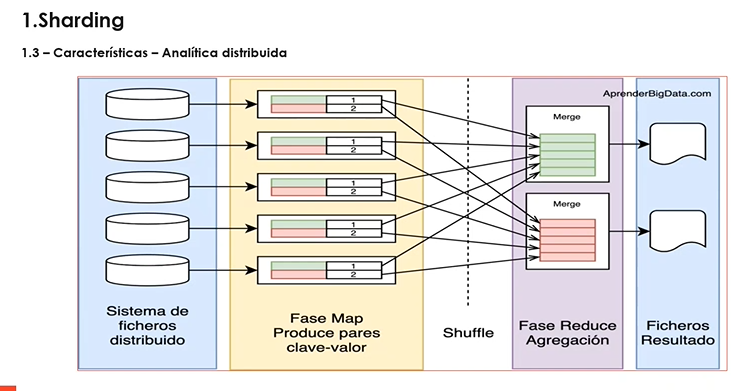 1.Sharding
1.3 – Características – Analítica distribuida
AprenderBigData.com
1
2
1
2
1
2
1
2
1
2
Merge
Merge
Sistema de
ficheros
distribuido
Fase Map
Produce pares
clave-valor
Shuffle
Fase Reduce
Agregación
Ficheros
Resultado